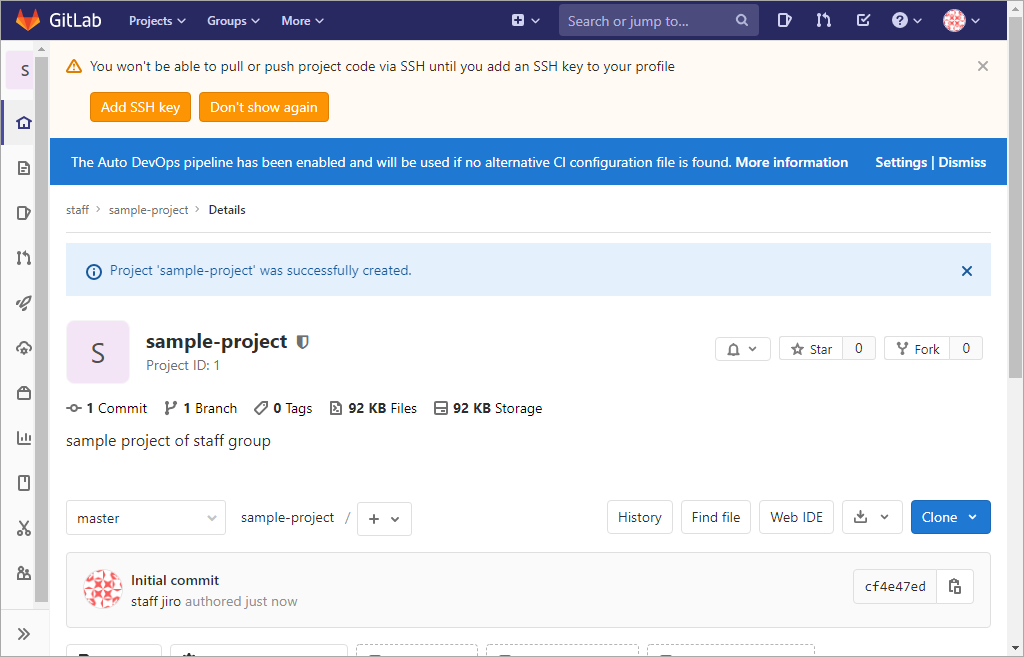 GitLab Projects Groups More Search or jump to...
S
You won't be able to pull or push project code via SSH until you add an SSH key to your profile
Add SSH key Don't show again
The Auto DevOps pipeline has been enabled and will be used if no alternative CI configuration file is found. More information Settings | Dismiss
staff > sample-project > Details
Project 'sample-project' was successfully created.
S
sample-project
Project ID: 1
Star 0 Fork 0
1 Commit 1 Branch 0 Tags 92 KB Files 92 KB Storage
sample project of staff group
master sample-project / + History Find file Web IDE Clone
Initial commit
staff jiro authored just now
cf4e47ed